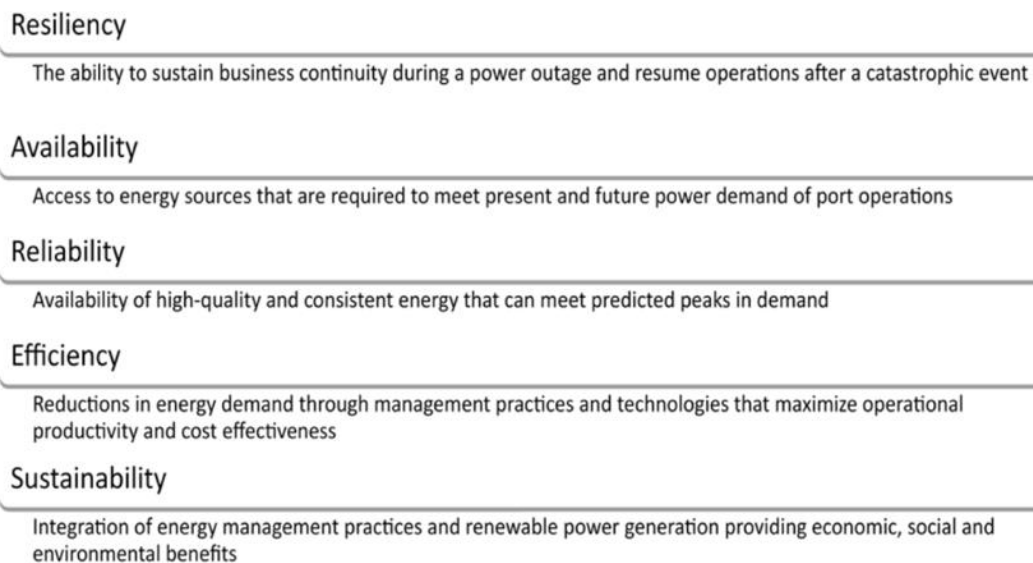 Resiliency
The ability to sustain business continuity during a power outage and resume operations after a catastrophic event
Availability
Access to energy sources that are required to meet present and future power demand of port operations
Reliability
Availability of high-quality and consistent energy that can meet predicted peaks in demand
Efficiency
Reductions in energy demand through management practices and technologies that maximize operational
productivity and cost effectiveness
Sustainability
Integration of energy management practices and renewable power generation providing economic, social and
environmental benefits